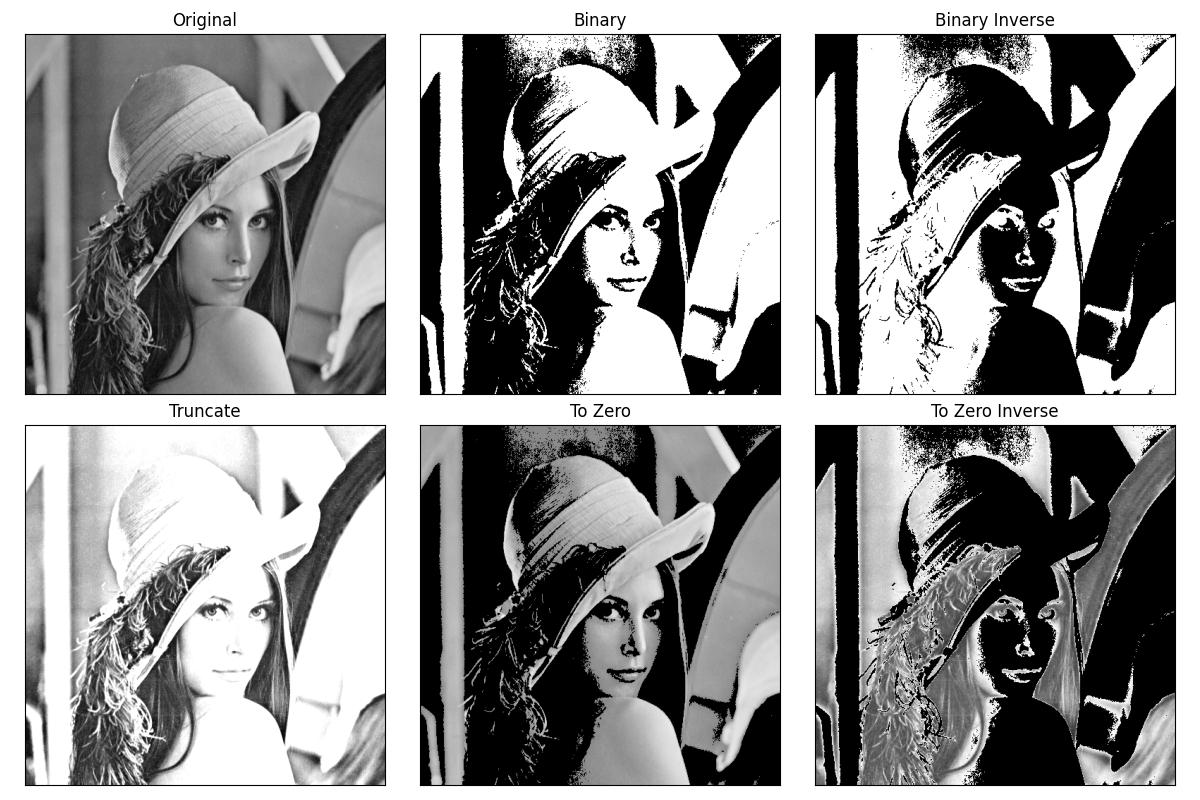 Original
Binary
Binary Inverse
Truncate
To Zero
To Zero Inverse